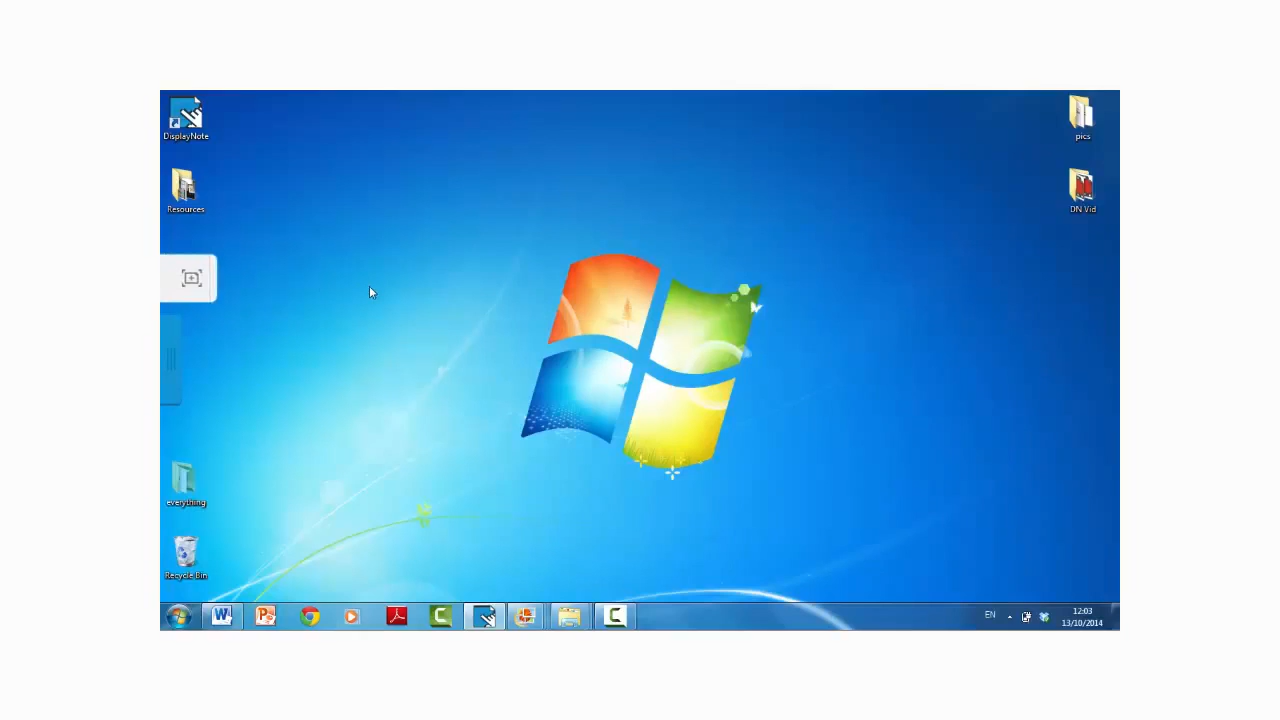 DisplayNote
pics
Resources
DN Vid
everything
Recycle Bin
EN
12:03
13/10/2014